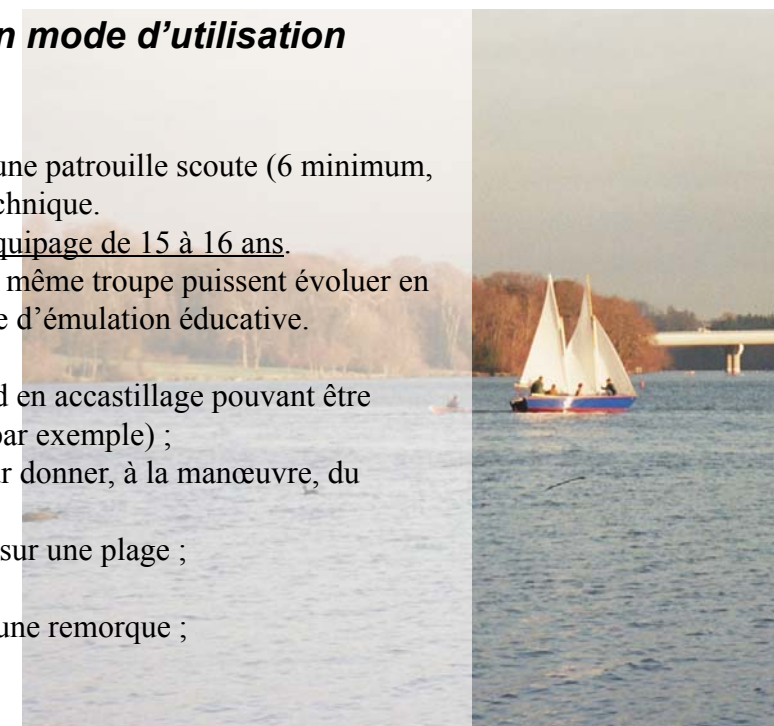 n mode d’utilisation
une patrouille scoute (6 minimum,
chnique.
quipage de 15 à 16 ans.
même troupe puissent évoluer en
e d’émulation éducative.
d en accastillage pouvant être
par exemple) ;
r donner, à la manœuvre, du
sur une plage ;
une remorque ;